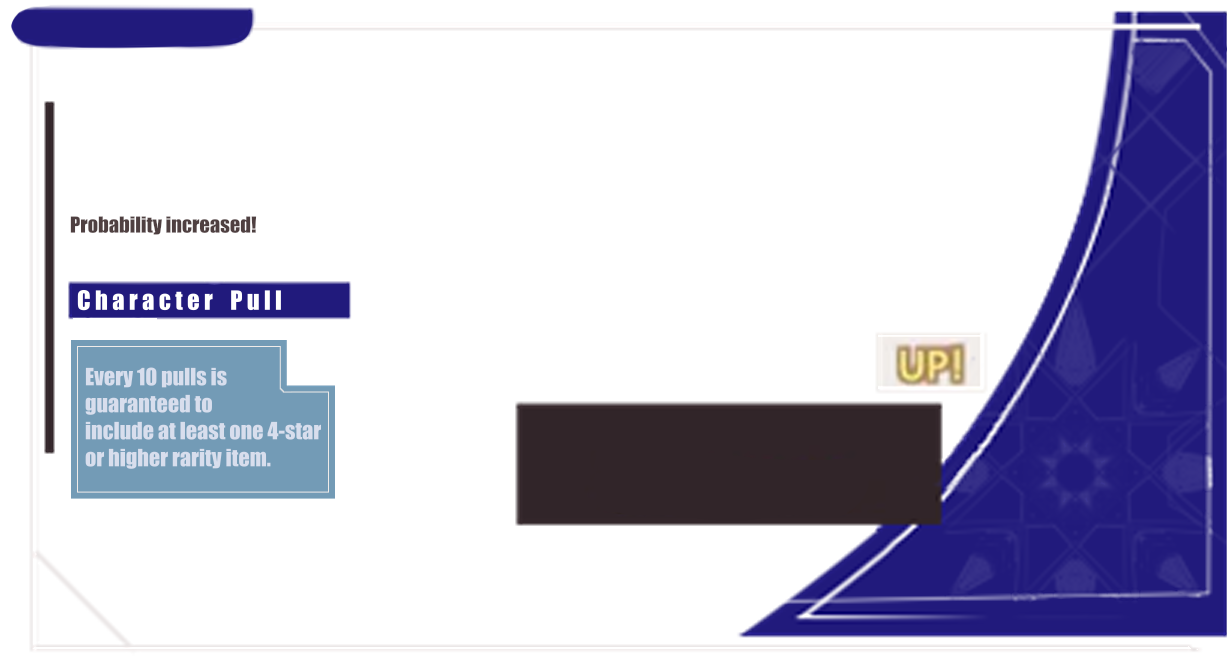 Probability increased!
Character Pull
Every 10 pulls is
guaranteed to
include at least one 4-star
or higher rarity item.
UP!